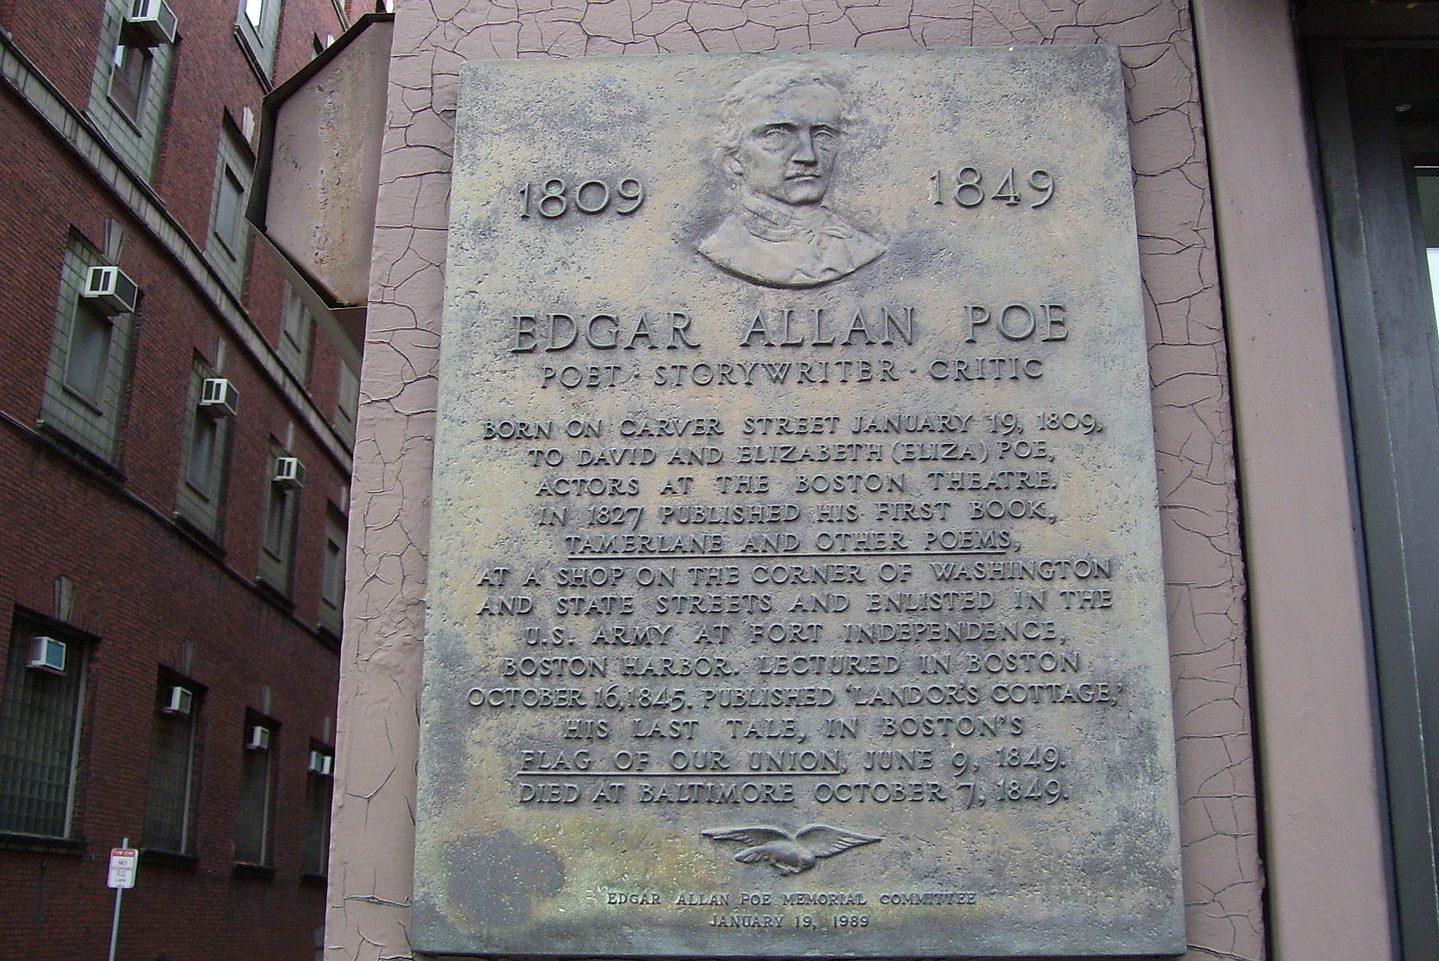 1809 1849
EDGAR ALLAN POE
POET · STORYWRITER · CRITIC
BORN ON CARVER STREET JANUARY 19, 1809.
TO DAVID AND ELIZABETH (ELIZA) POE,
ACTORS AT THE BOSTON THEATRE.
IN 1827 PUBLISHED HIS FIRST BOOK,
TAMERLANE AND OTHER POEMS,
AT A SHOP ON THE CORNER OF WASHINGTON
AND STATE STREETS AND ENLISTED IN THE
U.S. ARMY AT FORT INDEPENDENCE,
BOSTON HARBOR. LECTURED IN BOSTON
OCTOBER 16, 1845. PUBLISHED 'LANDOR'S COTTAGE,'
HIS LAST TALE, IN BOSTON'S
FLAG OF OUR UNION, JUNE 9, 1849.
DIED AT BALTIMORE OCTOBER 7, 1849.
EDGAR ALLAN POE MEMORIAL COMMITTEE
JANUARY 19, 1989
NO